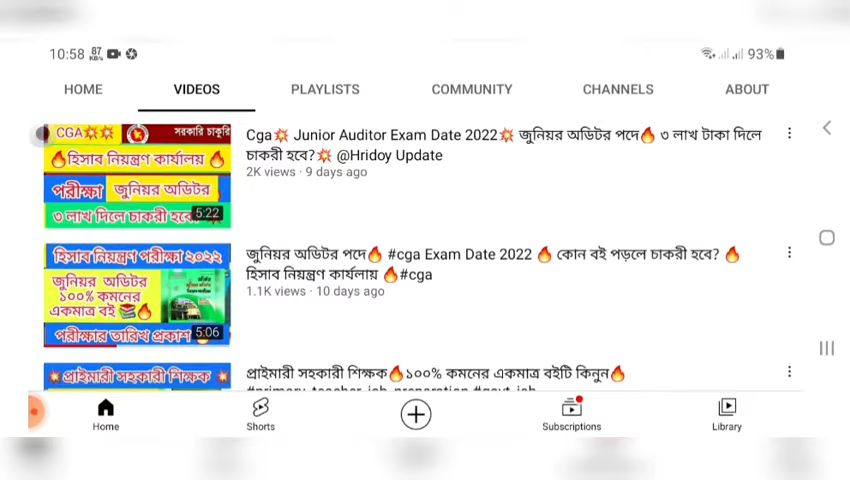 10:58 87 KB/s 93%
HOME VIDEOS PLAYLISTS COMMUNITY CHANNELS ABOUT
CGA💥💥 সরকারি চাকুরি
🔥হিসাব নিয়ন্ত্রণ কার্যালয় 🔥
পরীক্ষা জুনিয়র অডিটর
৩ লাখ দিলে চাকরী হবে
5:22
Cga💥 Junior Auditor Exam Date 2022💥 জুনিয়র অডিটর পদে🔥 ৩ লাখ টাকা দিলে
চাকরী হবে?💥 @Hridoy Update
2K views · 9 days ago
হিসাব নিয়ন্ত্রণ পরীক্ষা ২০২২
জুনিয়র অডিটর
১০০% কমনের
একমাত্র বই 📚🔥
পরীক্ষার তারিখ প্রকাশ
5:06
জুনিয়র অডিটর পদে🔥 #cga Exam Date 2022 🔥 কোন বই পড়লে চাকরী হবে? 🔥
হিসাব নিয়ন্ত্রণ কার্যালয় 🔥#cga
1.1K views · 10 days ago
💥প্রাইমারী সহকারী শিক্ষক 💥
প্রাইমারী সহকারী শিক্ষক🔥১০০% কমনের একমাত্র বইটি কিনুন🔥
#primary_teacher_job_preparation #govt_job
Home Shorts Subscriptions Library